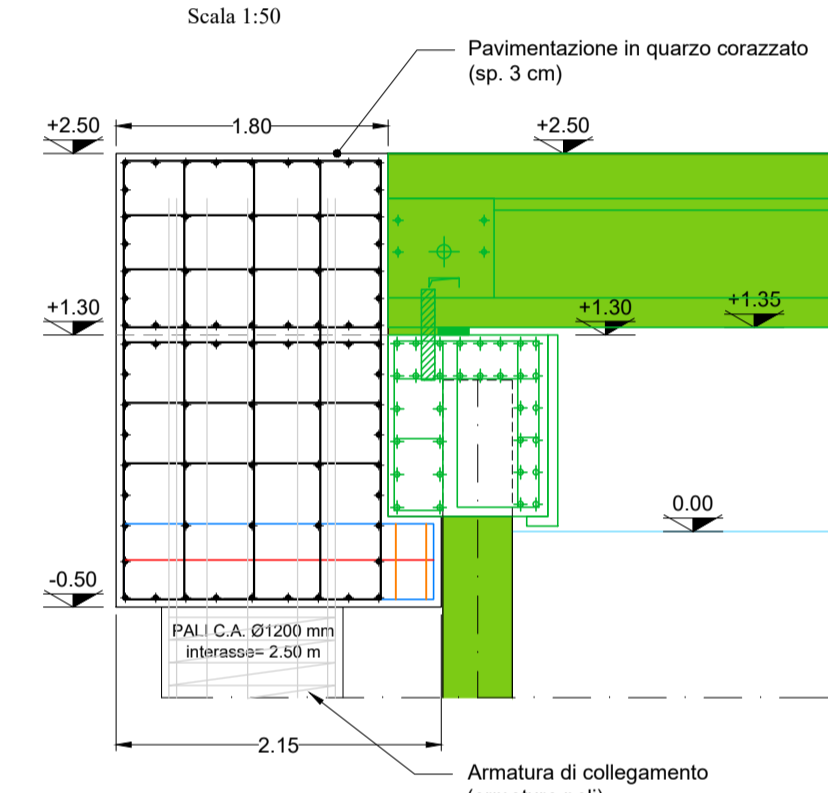 Scala 1:50
Pavimentazione in quarzo corazzato
(sp. 3 cm)
+2.50
1.80
+2.50
+1.30
+1.30
+1.35
0.00
-0.50
PALI C.A. Ø1200 mm
interasse= 2.50 m
2.15
Armatura di collegamento